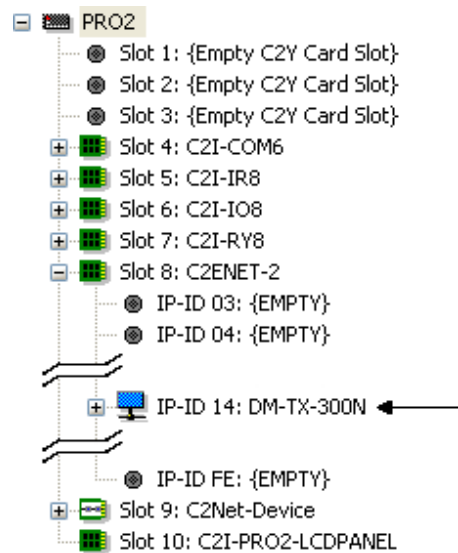 PRO2
Slot 1: {Empty C2Y Card Slot}
Slot 2: {Empty C2Y Card Slot}
Slot 3: {Empty C2Y Card Slot}
Slot 4: C2I-COM6
Slot 5: C2I-IR8
Slot 6: C2I-IO8
Slot 7: C2I-RY8
Slot 8: C2ENET-2
IP-ID 03: {EMPTY}
IP-ID 04: {EMPTY}
IP-ID 14: DM-TX-300N
IP-ID FE: {EMPTY}
Slot 9: C2Net-Device
Slot 10: C2I-PRO2-LCDPANEL